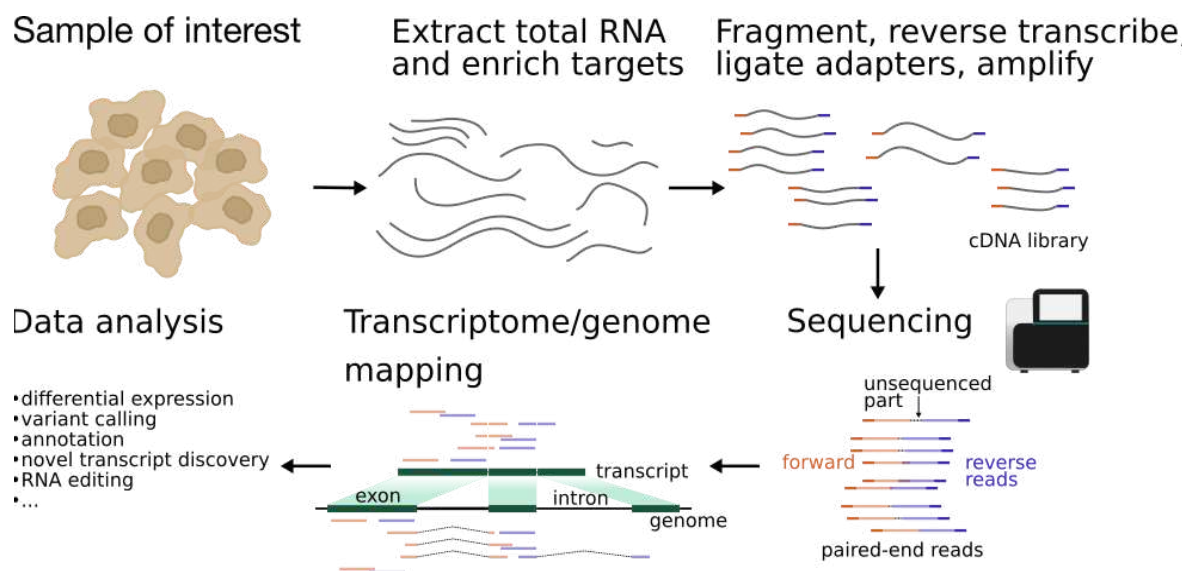 Sample of interest
Extract total RNA
and enrich targets
Fragment, reverse transcribe,
ligate adapters, amplify
cDNA library
Sequencing
unsequenced
part
forward
reverse
reads
paired-end reads
Transcriptome/genome
mapping
transcript
exon
intron
genome
Data analysis
•differential expression
•variant calling
•annotation
•novel transcript discovery
•RNA editing
•...